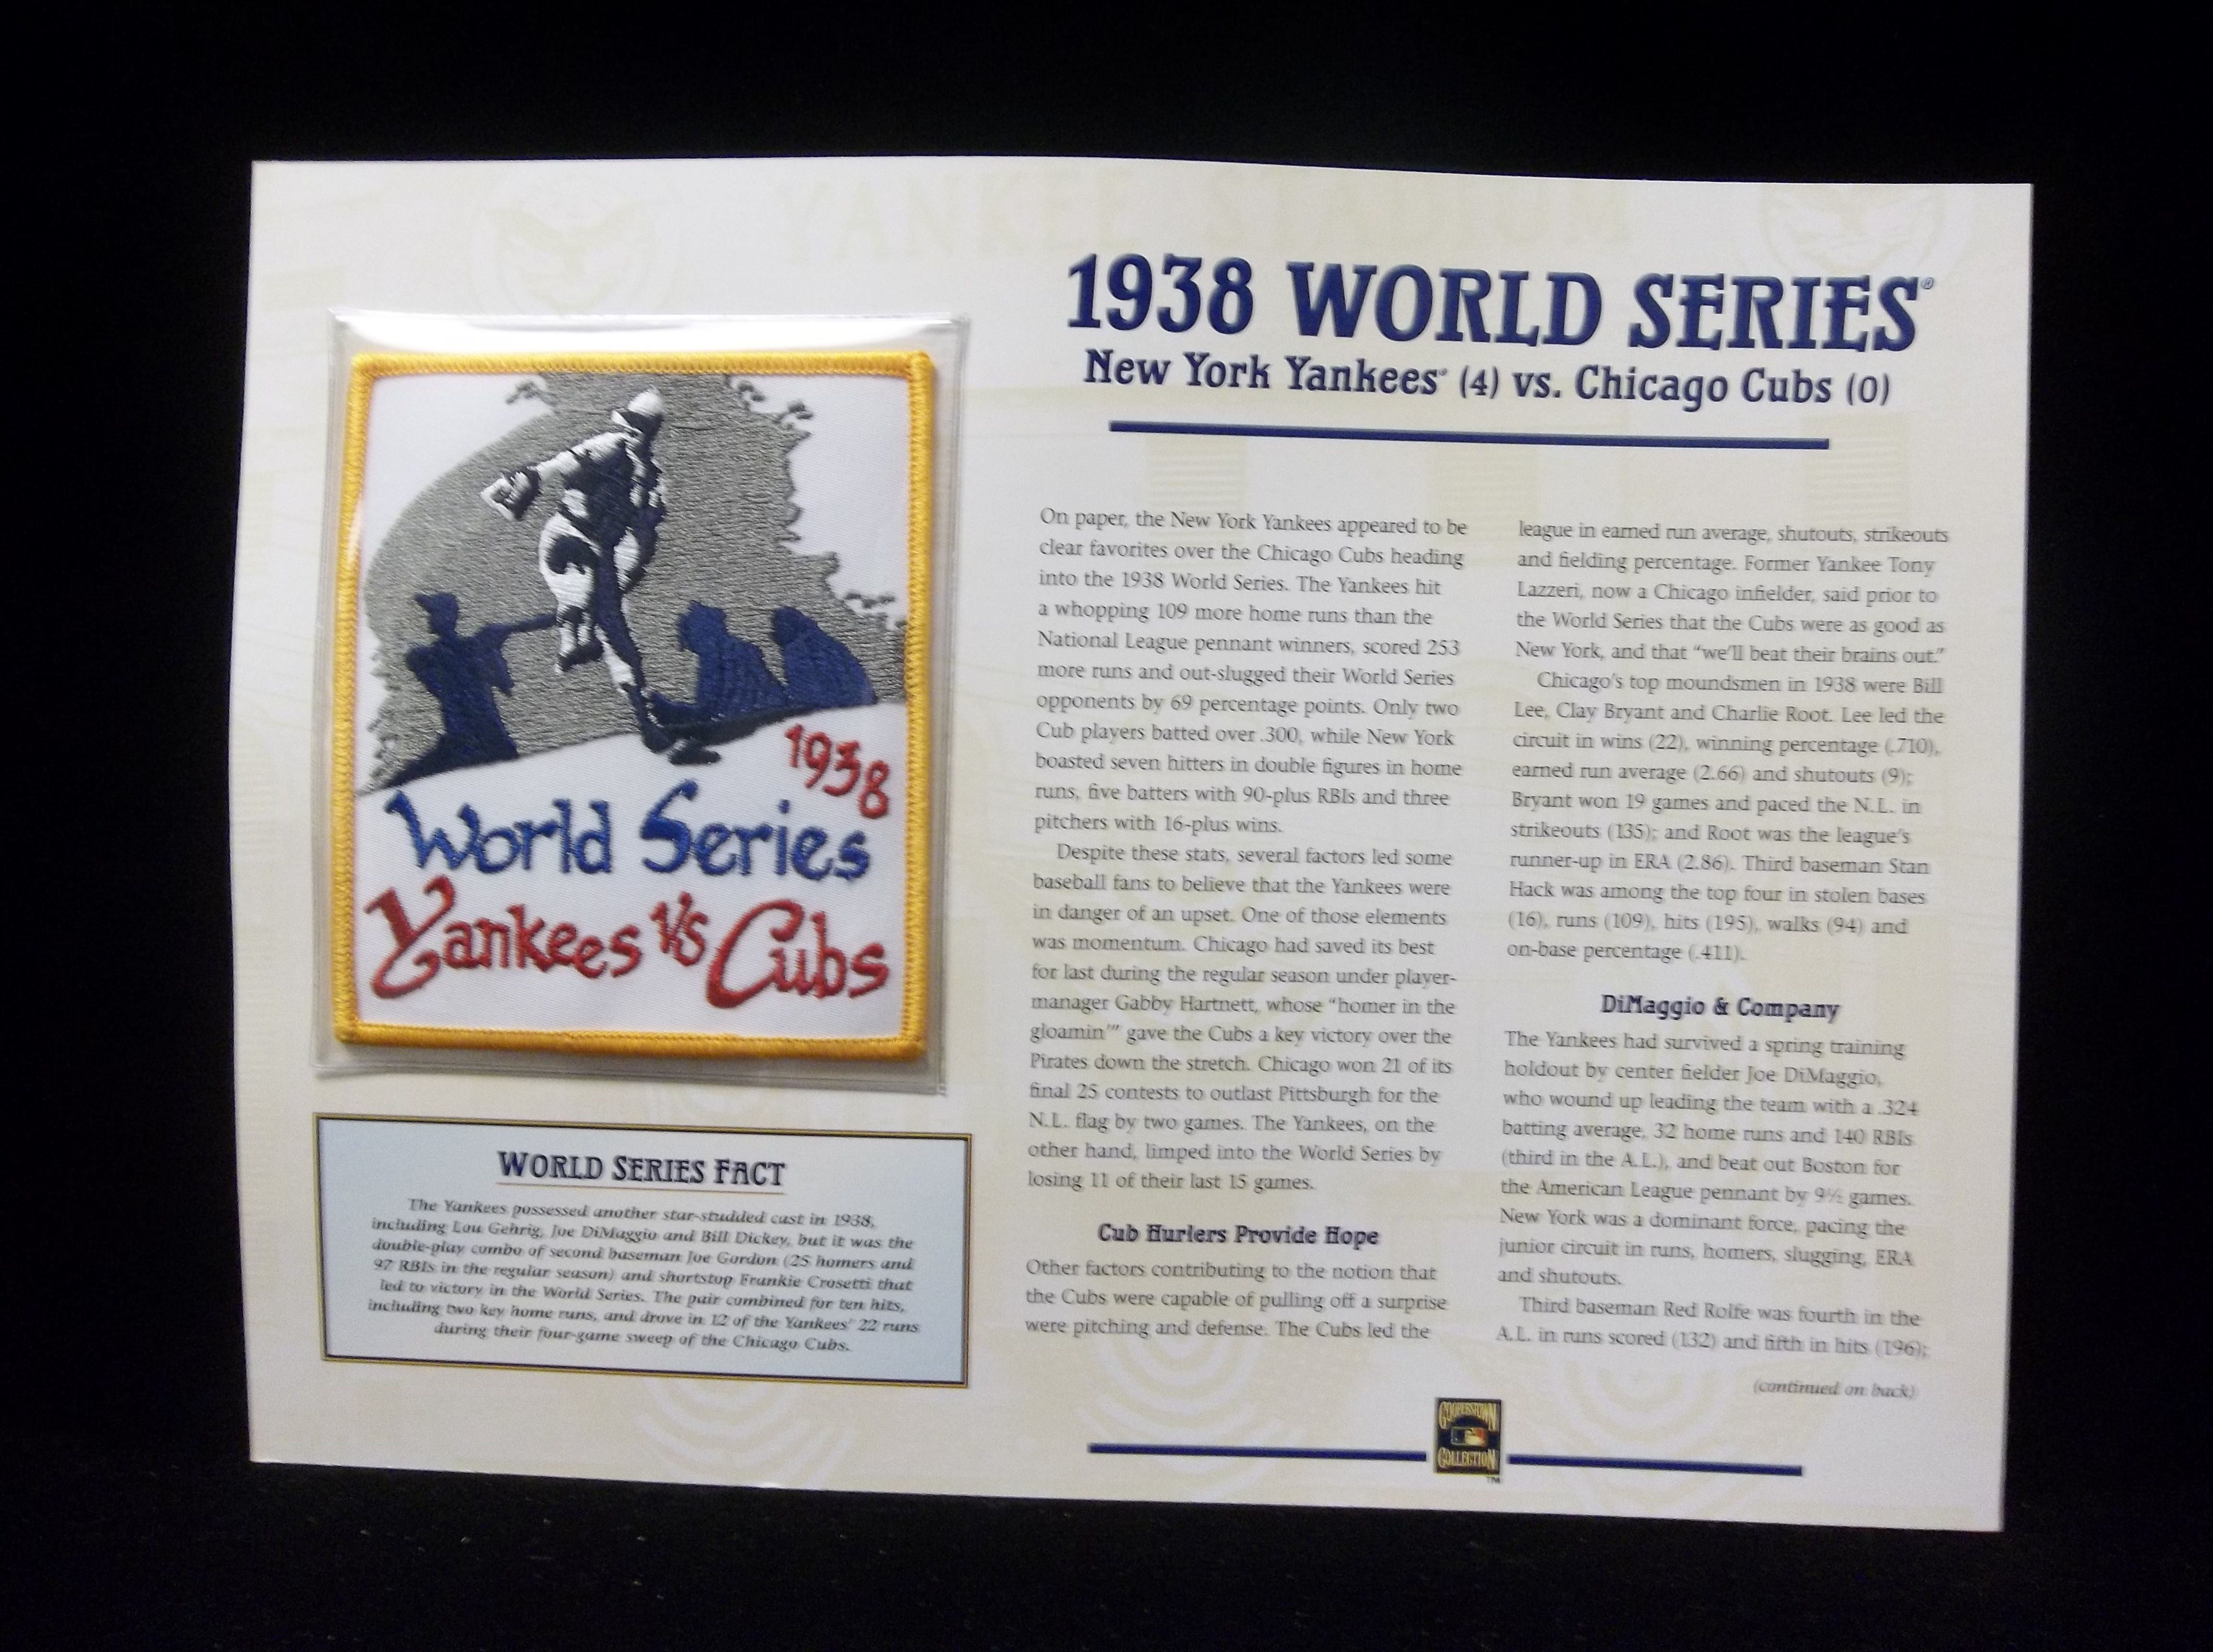 YANKEE STADIUM
1938 WORLD SERIES®
New York Yankees® (4) vs. Chicago Cubs (0)
1938
World Series
Yankees vs Cubs
WORLD SERIES FACT
The Yankees possessed another star-studded cast in 1938,
including Lou Gehrig, Joe DiMaggio and Bill Dickey, but it was the
double-play combo of second baseman Joe Gordon (25 homers and
97 RBIs in the regular season) and shortstop Frankie Crosetti that
led to victory in the World Series. The pair combined for ten hits,
including two key home runs, and drove in 12 of the Yankees' 22 runs
during their four-game sweep of the Chicago Cubs.
On paper, the New York Yankees appeared to be
clear favorites over the Chicago Cubs heading
into the 1938 World Series. The Yankees hit
a whopping 109 more home runs than the
National League pennant winners, scored 253
more runs and out-slugged their World Series
opponents by 69 percentage points. Only two
Cub players batted over .300, while New York
boasted seven hitters in double figures in home
runs, five batters with 90-plus RBIs and three
pitchers with 16-plus wins.
Despite these stats, several factors led some
baseball fans to believe that the Yankees were
in danger of an upset. One of those elements
was momentum. Chicago had saved its best
for last during the regular season under player-
manager Gabby Hartnett, whose "homer in the
gloamin'" gave the Cubs a key victory over the
Pirates down the stretch. Chicago won 21 of its
final 25 contests to outlast Pittsburgh for the
N.L. flag by two games. The Yankees, on the
other hand, limped into the World Series by
losing 11 of their last 15 games.
Cub Hurlers Provide Hope
Other factors contributing to the notion that
the Cubs were capable of pulling off a surprise
were pitching and defense. The Cubs led the
league in earned run average, shutouts, strikeouts
and fielding percentage. Former Yankee Tony
Lazzeri, now a Chicago infielder, said prior to
the World Series that the Cubs were as good as
New York, and that "we'll beat their brains out."
Chicago's top moundsmen in 1938 were Bill
Lee, Clay Bryant and Charlie Root. Lee led the
circuit in wins (22), winning percentage (.710),
earned run average (2.66) and shutouts (9);
Bryant won 19 games and paced the N.L. in
strikeouts (135); and Root was the league's
runner-up in ERA (2.86). Third baseman Stan
Hack was among the top four in stolen bases
(16), runs (109), hits (195), walks (94) and
on-base percentage (.411).
DiMaggio & Company
The Yankees had survived a spring training
holdout by center fielder Joe DiMaggio,
who wound up leading the team with a .324
batting average, 32 home runs and 140 RBIs
(third in the A.L.), and beat out Boston for
the American League pennant by 9½ games.
New York was a dominant force, pacing the
junior circuit in runs, homers, slugging, ERA
and shutouts.
Third baseman Red Rolfe was fourth in the
A.L. in runs scored (132) and fifth in hits (196);
(continued on back)
COOPERSTOWN
COLLECTION
TM